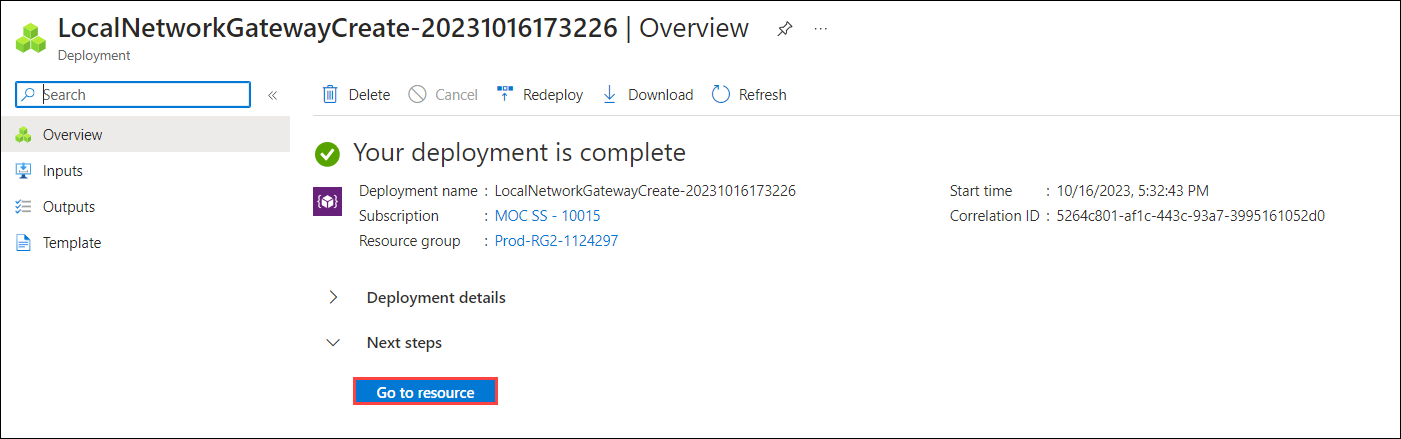 LocalNetworkGatewayCreate-20231016173226 | Overview
Deployment
Search
Delete Cancel Redeploy Download Refresh
Overview
Inputs
Outputs
Template
Your deployment is complete
Deployment name : LocalNetworkGatewayCreate-20231016173226 Start time : 10/16/2023, 5:32:43 PM
Subscription : MOC SS - 10015 Correlation ID : 5264c801-af1c-443c-93a7-3995161052d0
Resource group : Prod-RG2-1124297
Deployment details
Next steps
Go to resource